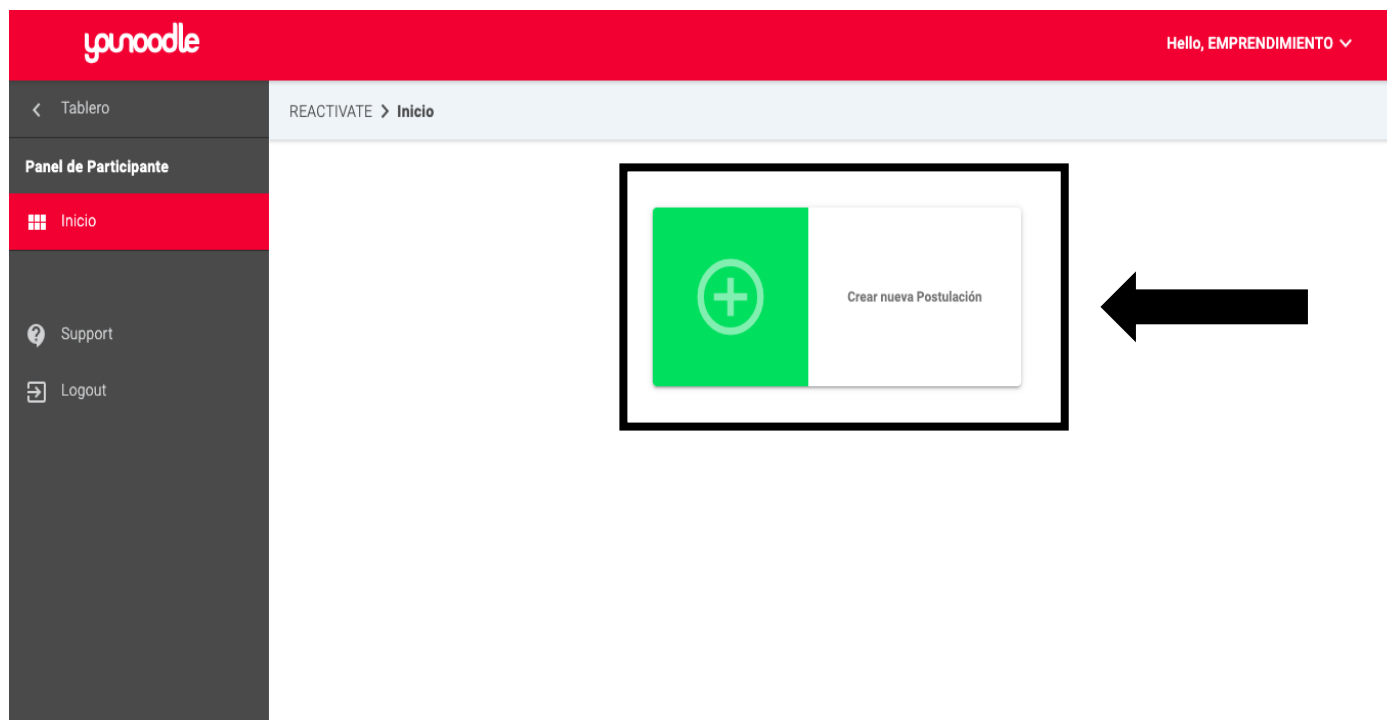 younoodle
Hello, EMPRENDIMIENTO
Tablero
REACTIVATE > Inicio
Panel de Participante
Inicio
Crear nueva Postulación
Support
Logout